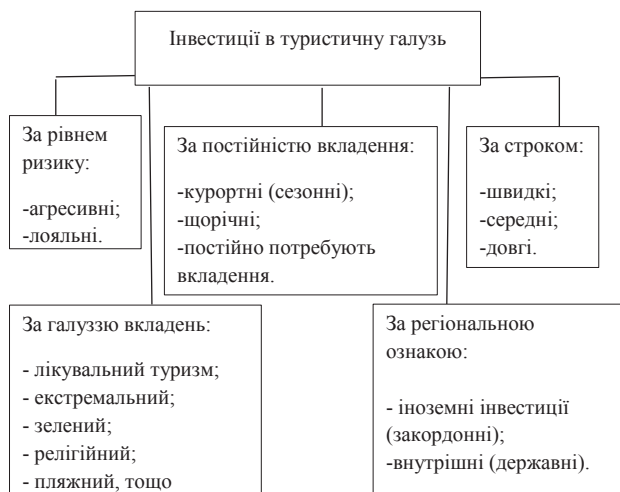 Інвестиції в туристичну галузь
За рівнем
ризику:
-агресивні;
-лояльні.
За постійністю вкладення:
-курортні (сезонні);
-щорічні;
-постійно потребують
вкладення.
За строком:
-швидкі;
-середні;
-довгі.
За галуззю вкладень:
- лікувальний туризм;
- екстремальний;
- зелений;
- релігійний;
- пляжний, тощо
За регіональною
ознакою:
- іноземні інвестиції
(закордонні);
-внутрішні (державні).